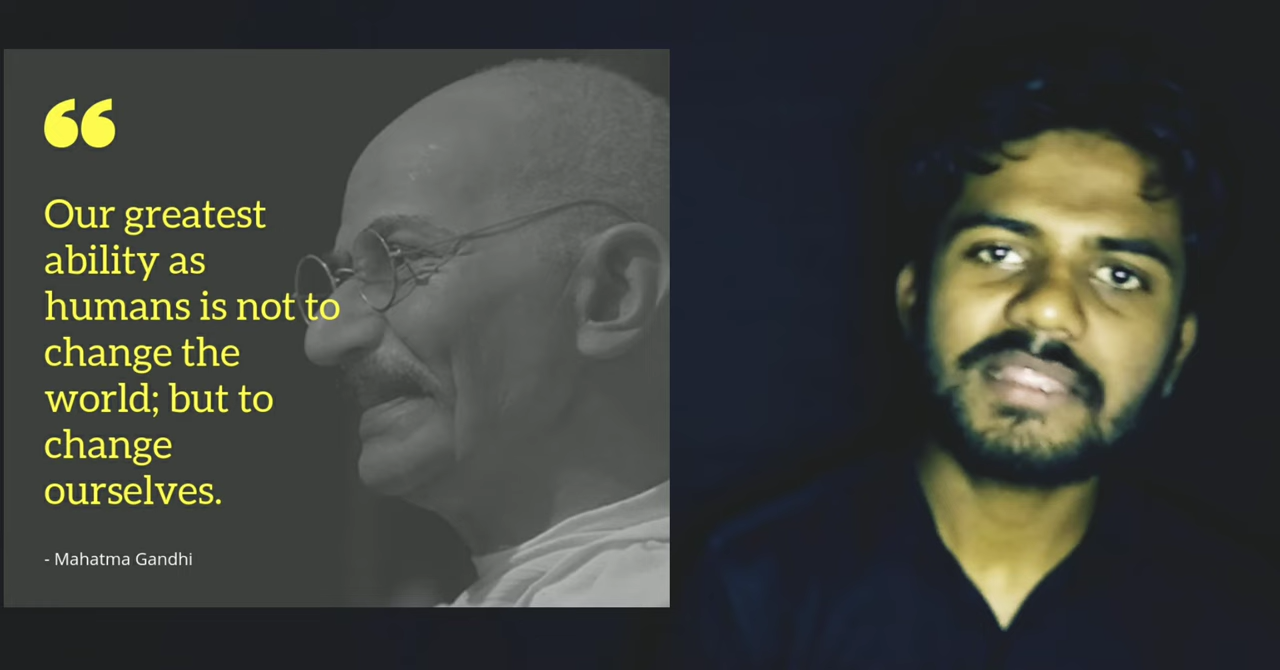 “
Our greatest
ability as
humans is not to
change the
world; but to
change
ourselves.
- Mahatma Gandhi